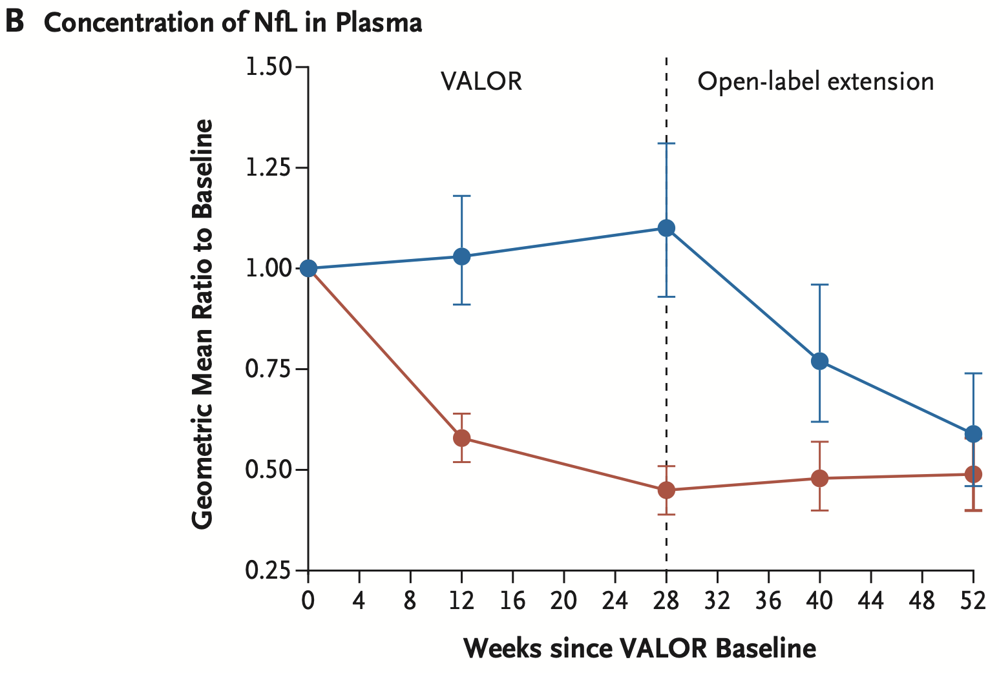 B Concentration of NfL in Plasma
1.50
VALOR
Open-label extension
1.25
1.00
0.75
0.50
0.25
Geometric Mean Ratio to Baseline
0 4 8 12 16 20 24 28 32 36 40 44 48 52
Weeks since VALOR Baseline